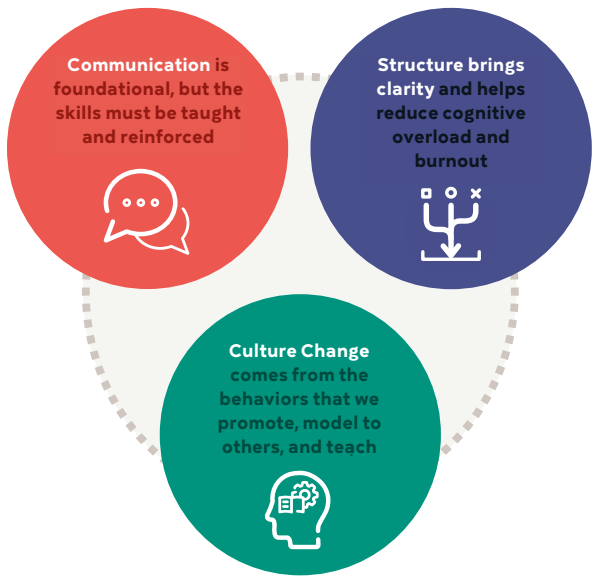 Communication is
foundational, but the
skills must be taught
and reinforced
Structure brings
clarity and helps
reduce cognitive
overload and
burnout
Culture Change
comes from the
behaviors that we
promote, model to
others, and teach